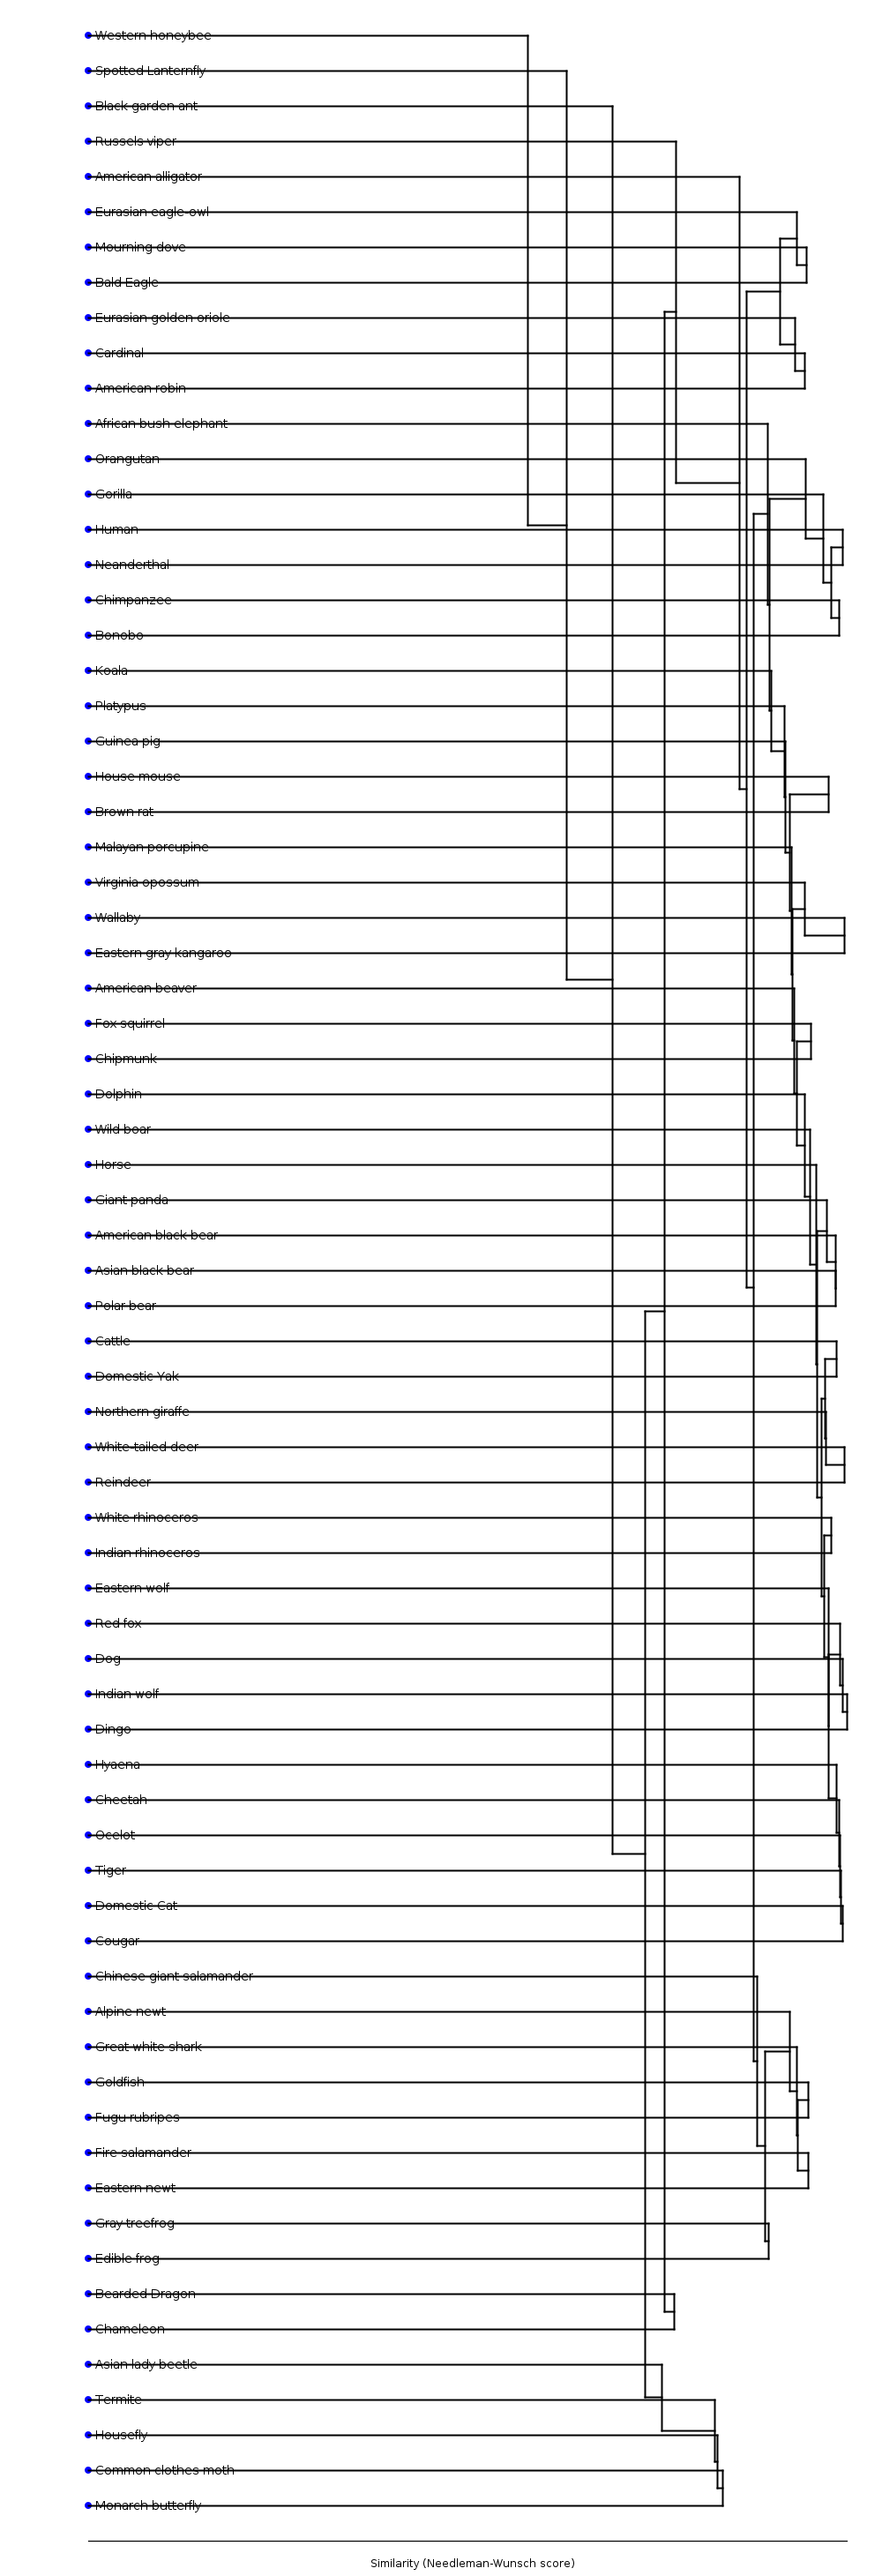 Western honeybee
Spotted Lanternfly
Black garden ant
Russels viper
American alligator
Eurasian eagle-owl
Mourning dove
Bald Eagle
Eurasian golden oriole
Cardinal
American robin
African bush elephant
Orangutan
Gorilla
Human
Neanderthal
Chimpanzee
Bonobo
Koala
Platypus
Guinea pig
House mouse
Brown rat
Malayan porcupine
Virginia opossum
Wallaby
Eastern gray kangaroo
American beaver
Fox squirrel
Chipmunk
Dolphin
Wild boar
Horse
Giant panda
American black bear
Asian black bear
Polar bear
Cattle
Domestic Yak
Northern giraffe
White-tailed deer
Reindeer
White rhinoceros
Indian rhinoceros
Eastern wolf
Red fox
Dog
Indian wolf
Dingo
Hyaena
Cheetah
Ocelot
Tiger
Domestic Cat
Cougar
Chinese giant salamander
Alpine newt
Great white shark
Goldfish
Fugu rubripes
Fire salamander
Eastern newt
Gray treefrog
Edible frog
Bearded Dragon
Chameleon
Asian lady beetle
Termite
Housefly
Common clothes moth
Monarch butterfly
Similarity (Needleman-Wunsch score)